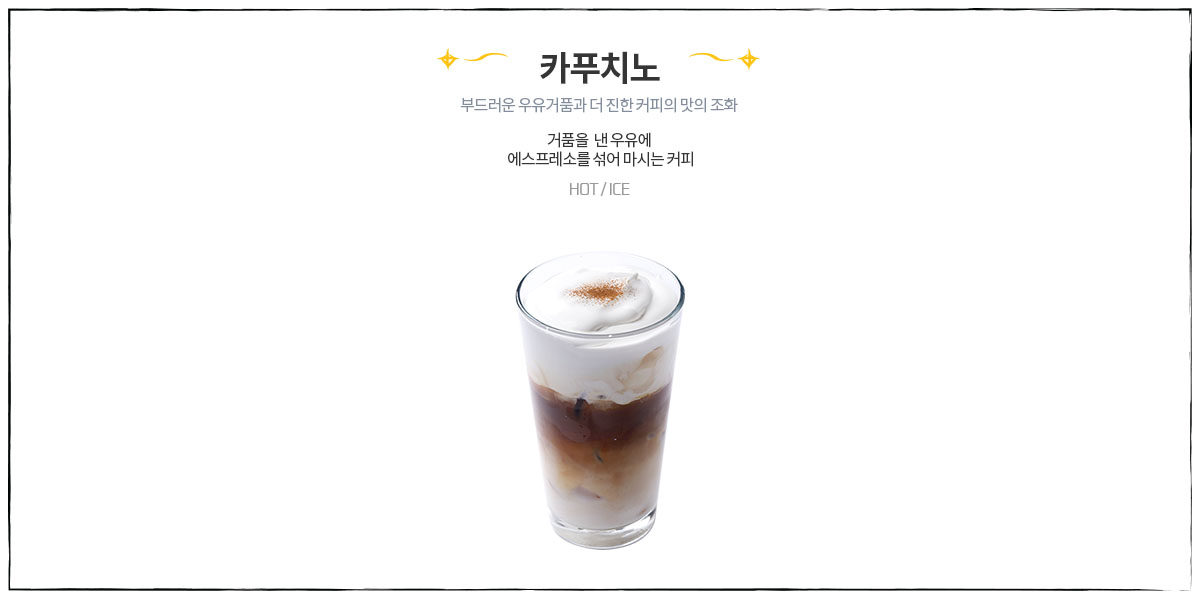 카푸치노
부드러운 우유거품과 더 진한 커피의 맛의 조화
거품을 낸 우유에
에스프레소를 섞어 마시는 커피
HOT / ICE